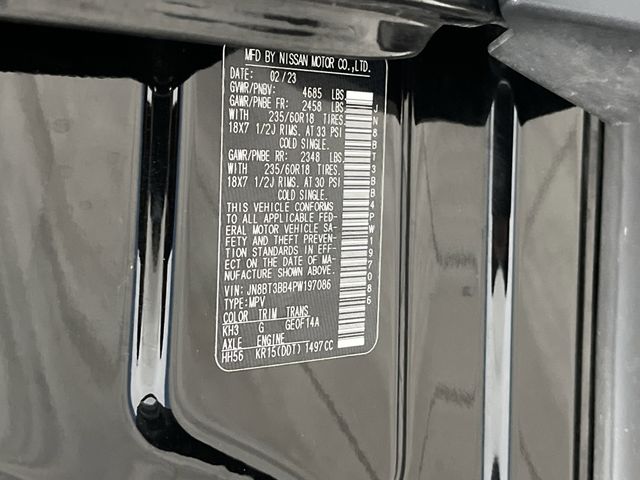 MFD BY NISSAN MOTOR CO.,LTD.
DATE: 02/23
GVWR/PNBV: 4685 LBS
GAWR/PNBE FR: 2458 LBS
WITH 235/60R18 TIRES
18X7 1/2J RIMS. AT 33 PSI
COLD SINGLE.
GAWR/PNBE RR: 2348 LBS
WITH 235/60R18 TIRES.
18X7 1/2J RIMS. AT 30 PSI
COLD SINGLE.
THIS VEHICLE CONFORMS
TO ALL APPLICABLE FED-
ERAL MOTOR VEHICLE SA-
FETY AND THEFT PREVEN-
TION STANDARDS IN EFF-
ECT ON THE DATE OF MA-
NUFACTURE SHOWN ABOVE.
VIN: JN8BT3BB4PW197086
TYPE:MPV
COLOR TRIM TRANS
KH3 G GE0F14A
AXLE ENGINE
HH56 KR15(DDT) 1497CC
JN8BT3BB4PW197086